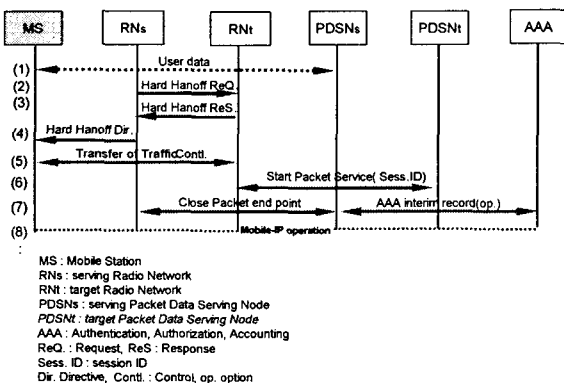 MS RNs RNt PDSNs PDSNt AAA
(1) User data
(2) Hard Handoff ReQ.
(3) Hard Handoff ReS.
(4) Hard Hanoff Dir.
(5) Transfer of TrafficContl.
(6) Start Packet Service( Sess.ID)
(7) Close Packet end point AAA interim record(op.)
(8) Mobile-IP operation
:
MS : Mobile Station
RNs : serving Radio Network
RNt : target Radio Network
PDSNs : serving Packet Data Serving Node
PDSNt : target Packet Data Serving Node
AAA : Authentication, Authorization, Accounting
ReQ. : Request, ReS : Response
Sess. ID : session ID
Dir. Directive, Contl. : Control, op. option